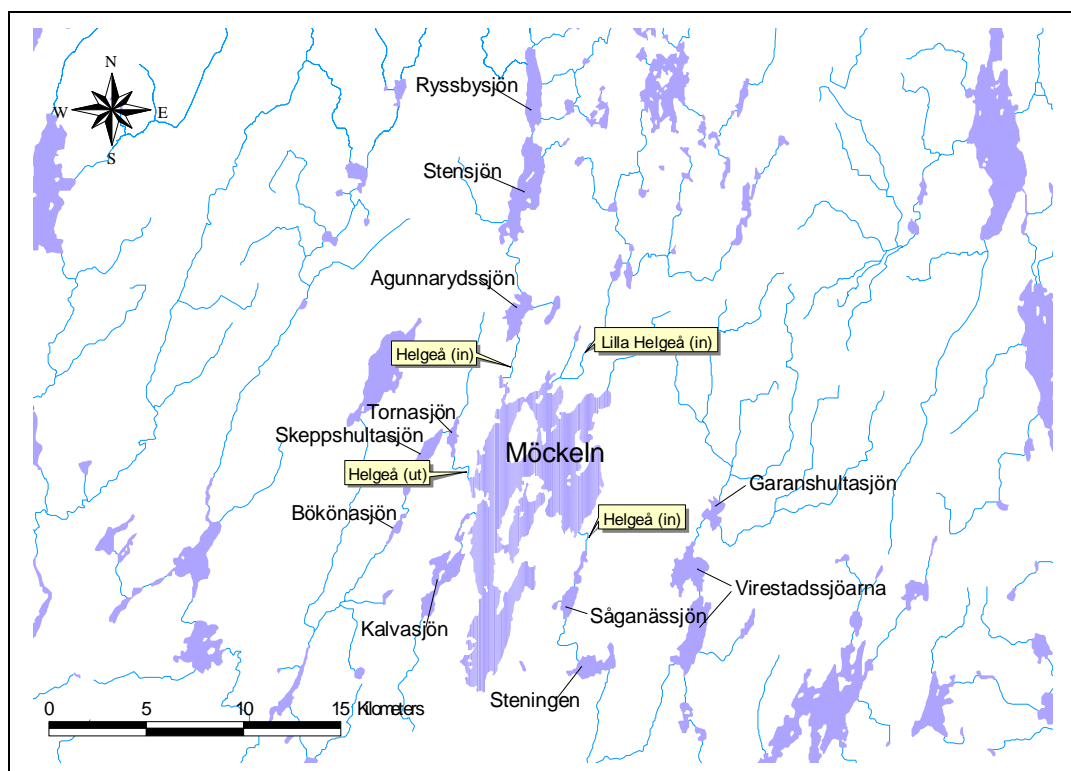 N
W
E
S
Ryssbysjön
Stensjön
Agunnarydssjön
Lilla Helgeå (in)
Helgeå (in)
Tornasjön
Skeppshultasjön
Möckeln
Helgeå (ut)
Garanshultasjön
Bökönasjön
Helgeå (in)
Virestadssjöarna
Såganässjön
Kalvasjön
Steningen
0 5 10 15 Kilometers